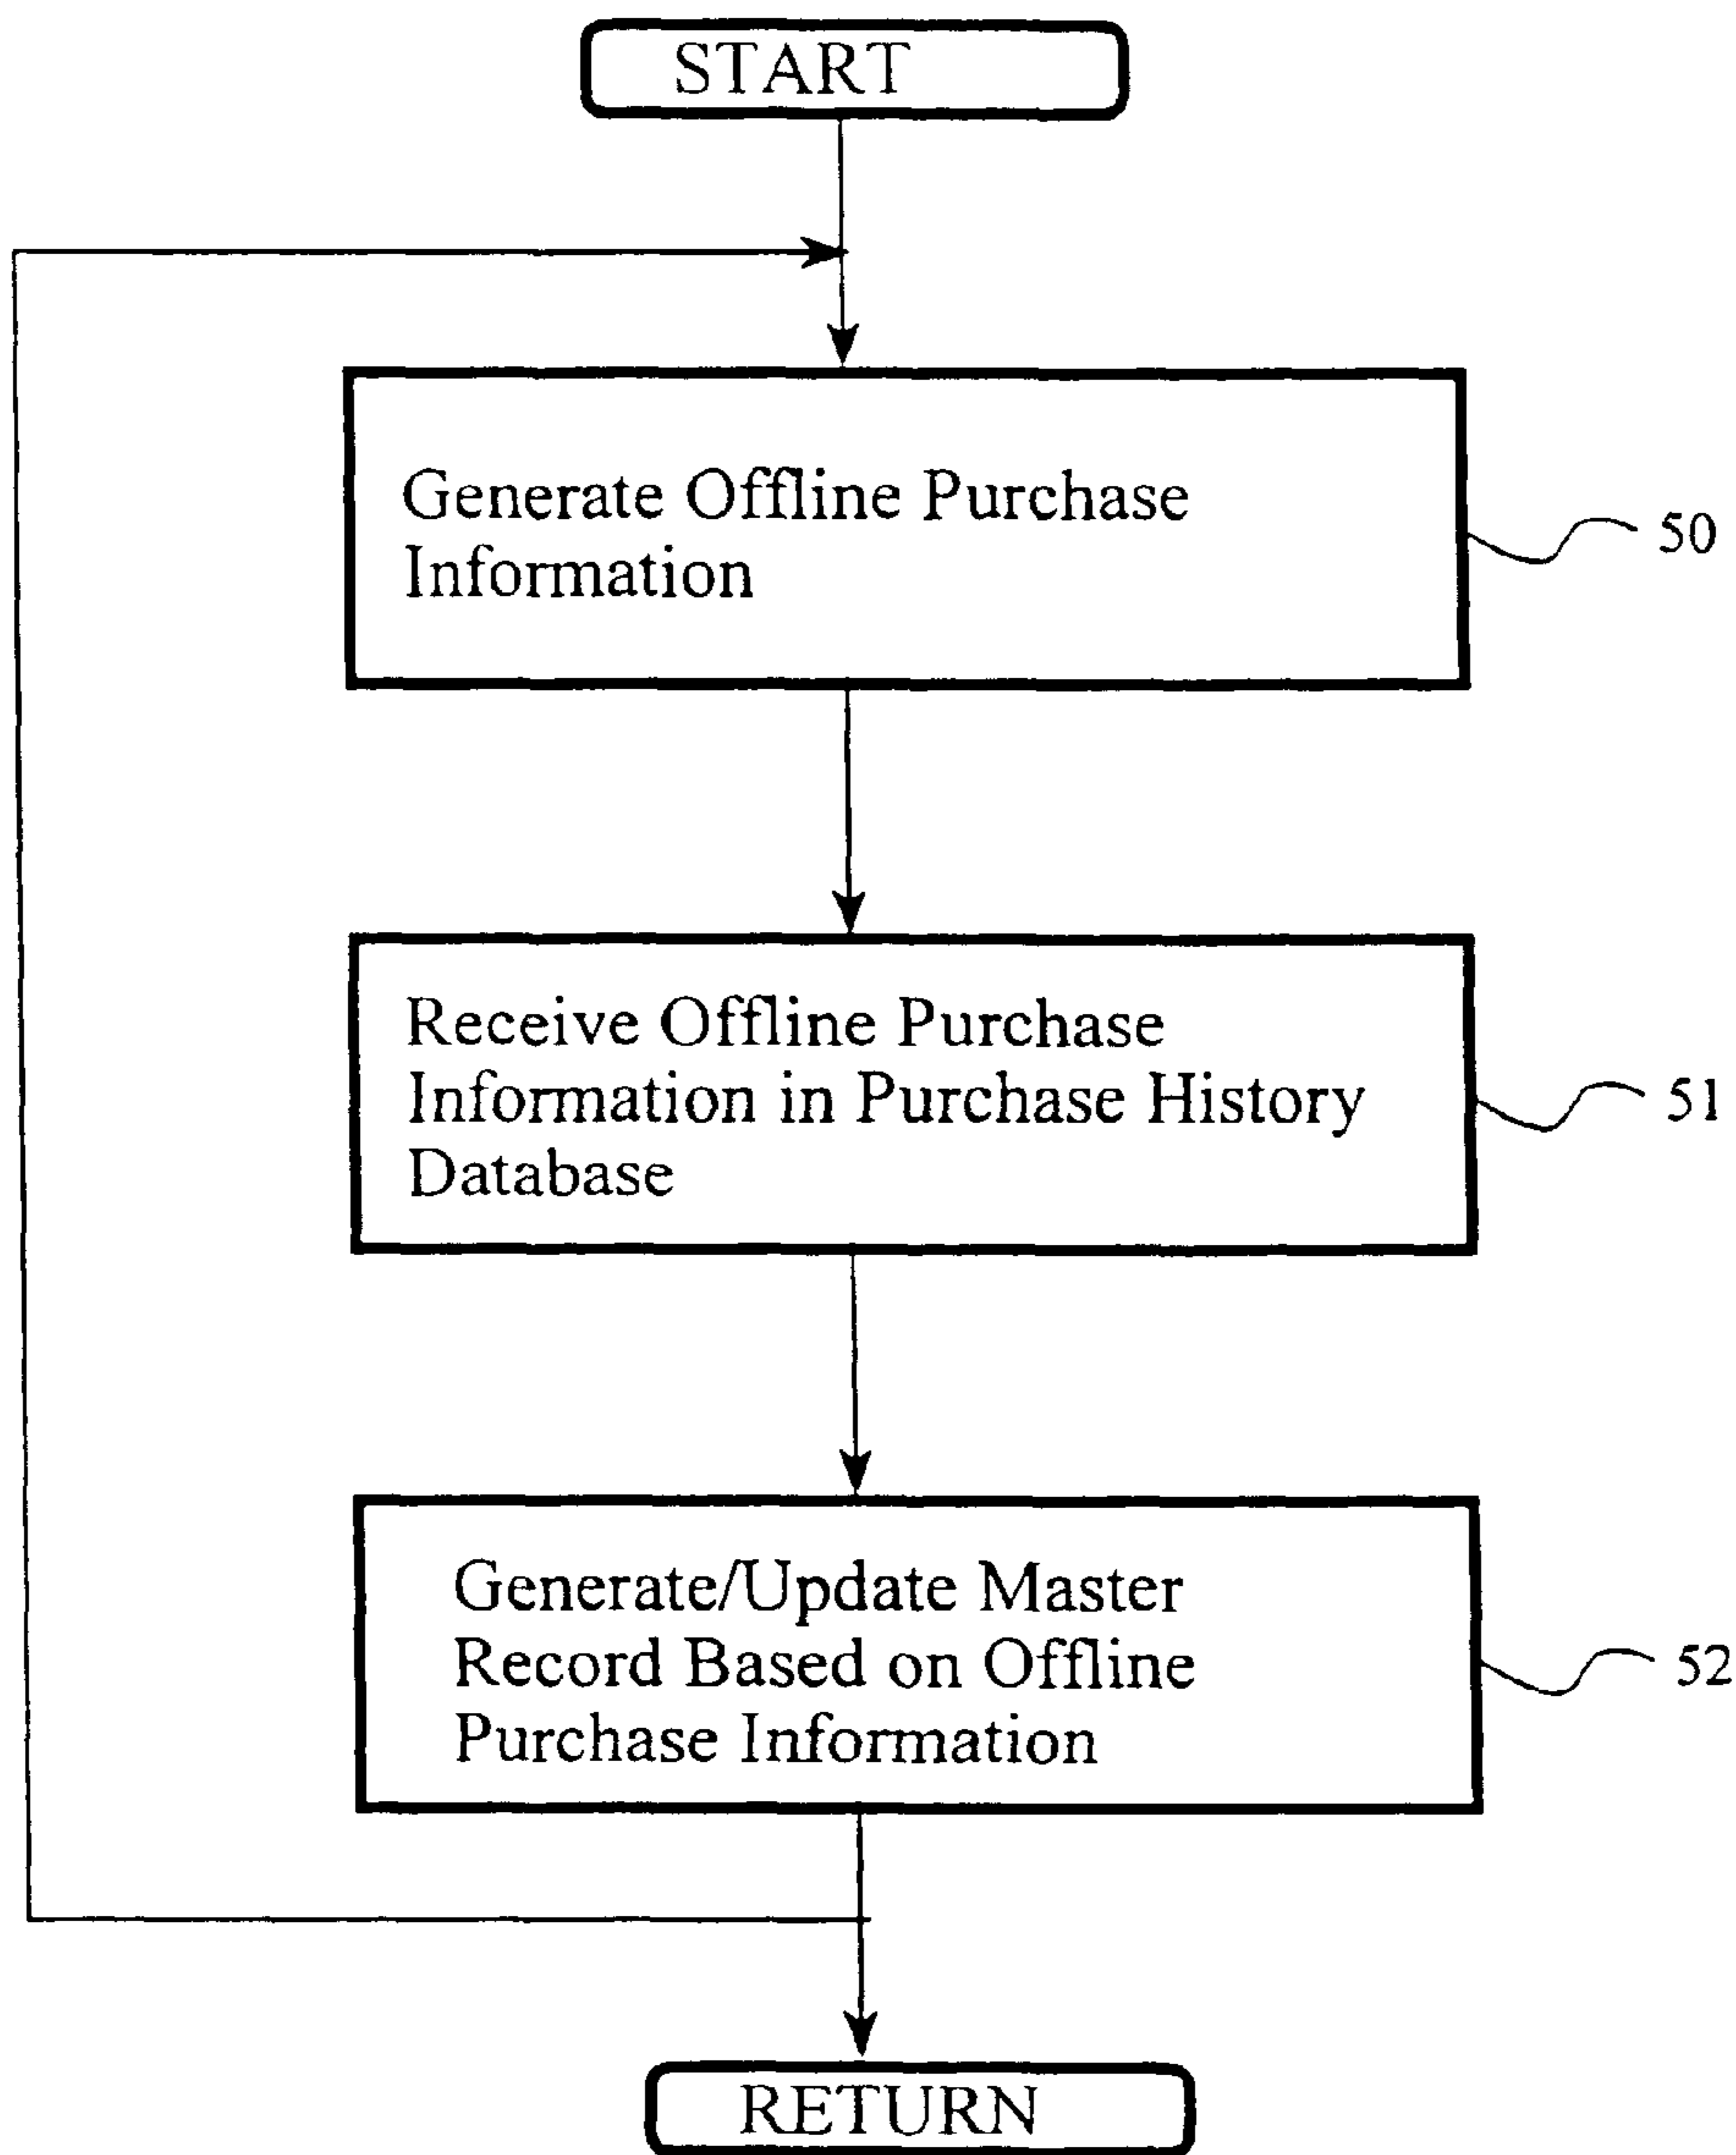 START
Generate Offline Purchase
Information
50
Receive Offline Purchase
Information in Purchase History
Database
51
Generate/Update Master
Record Based on Offline
Purchase Information
52
RETURN